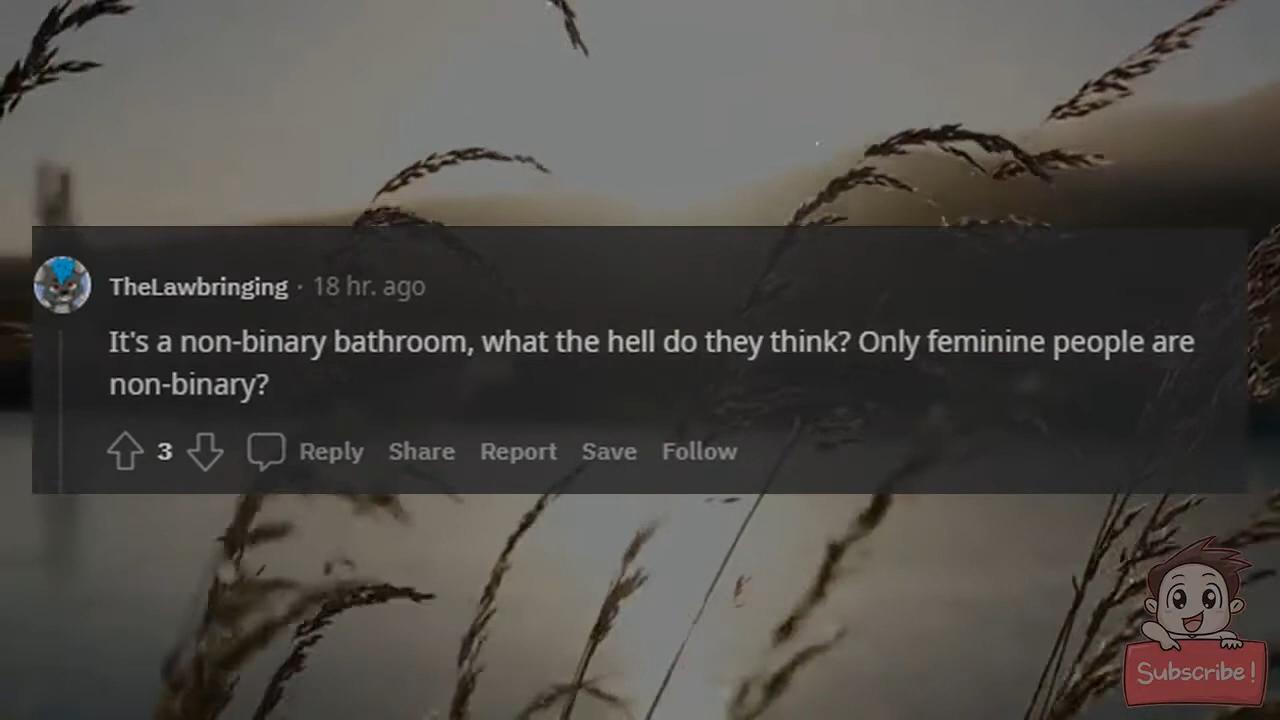 TheLawbringing · 18 hr. ago
It's a non-binary bathroom, what the hell do they think? Only feminine people are
non-binary?
3 Reply Share Report Save Follow
Subscribe!